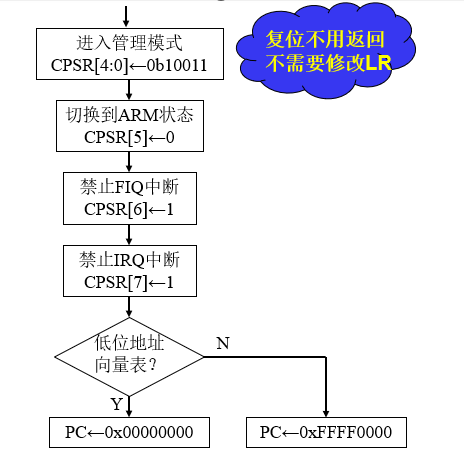 进入管理模式
CPSR[4:0]←0b10011
复位不用返回
不需要修改LR
切换到ARM状态
CPSR[5]←0
禁止FIQ中断
CPSR[6]←1
禁止IRQ中断
CPSR[7]←1
低位地址
向量表?
N
Y
PC←0x00000000
PC←0xFFFF0000